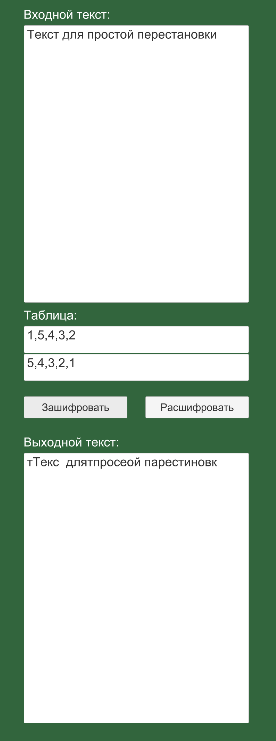 Входной текст:
Текст для простой перестановки
Таблица:
1,5,4,3,2
5,4,3,2,1
Зашифровать Расшифровать
Выходной текст:
тТекс  длятпросеой парестиновк